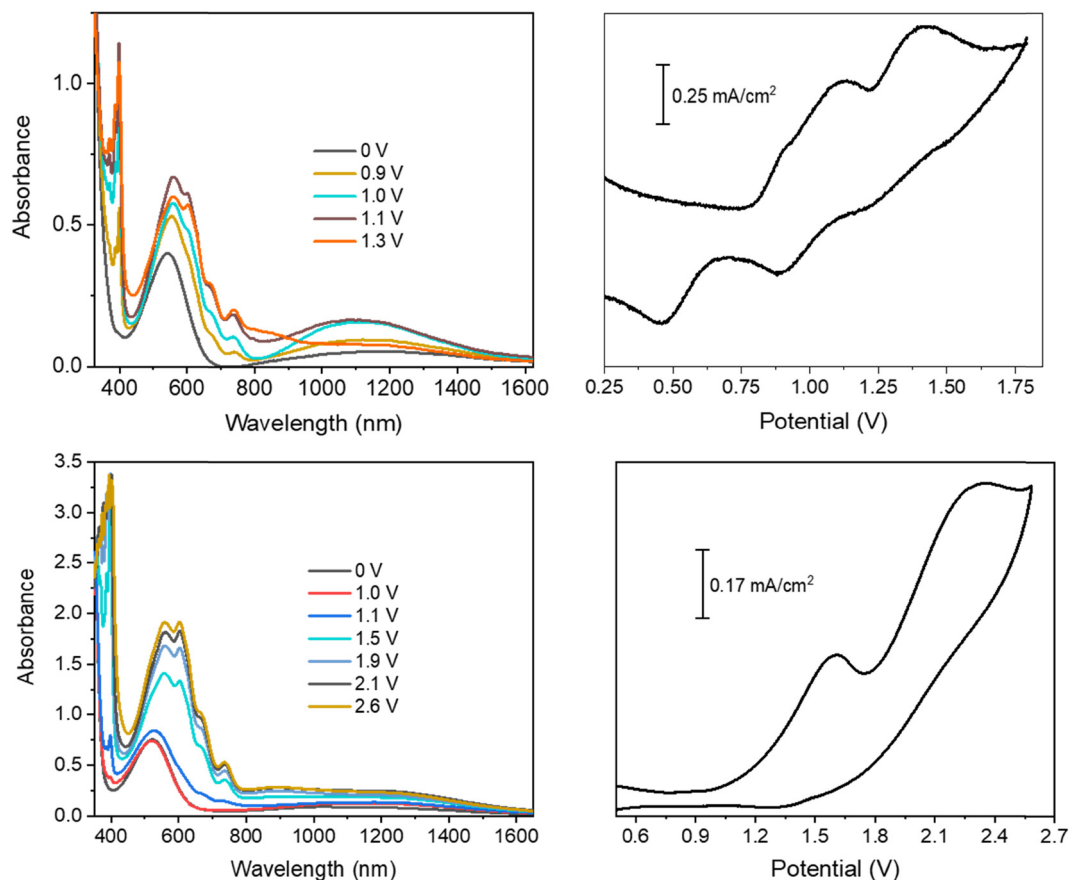 1.0
0.5
0.0
Absorbance
0 V
0.9 V
1.0 V
1.1 V
1.3 V
400 600 800 1000 1200 1400 1600
Wavelength (nm)
0.25 mA/cm²
0.25 0.50 0.75 1.00 1.25 1.50 1.75
Potential (V)
3.5
3.0
2.5
2.0
1.5
1.0
0.5
0.0
Absorbance
0 V
1.0 V
1.1 V
1.5 V
1.9 V
2.1 V
2.6 V
400 600 800 1000 1200 1400 1600
Wavelength (nm)
0.17 mA/cm²
0.6 0.9 1.2 1.5 1.8 2.1 2.4 2.7
Potential (V)